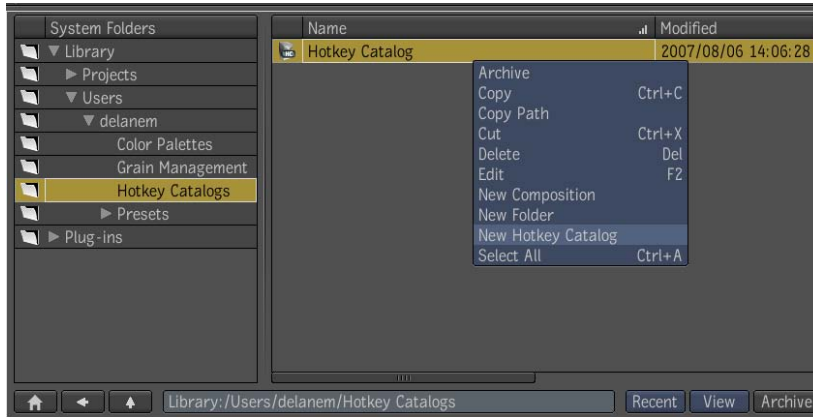 System Folders
Library
Projects
Users
delanem
Color Palettes
Grain Management
Hotkey Catalogs
Presets
Plug-ins
Name Modified
Hotkey Catalog 2007/08/06 14:06:28
Archive
Copy Ctrl+C
Copy Path
Cut Ctrl+X
Delete Del
Edit F2
New Composition
New Folder
New Hotkey Catalog
Select All Ctrl+A
Library:/Users/delanem/Hotkey Catalogs Recent View Archive